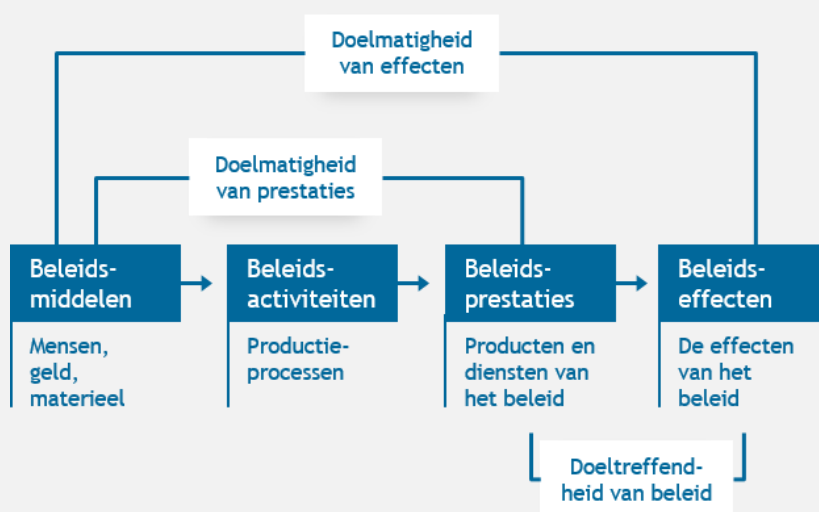 Doelmatigheid
van effecten
Doelmatigheid
van prestaties
Beleids-
middelen
Mensen,
geld,
materieel
Beleids-
activiteiten
Productie-
processen
Beleids-
prestaties
Producten en
diensten van
het beleid
Beleids-
effecten
De effecten
van het
beleid
Doeltreffend-
heid van beleid